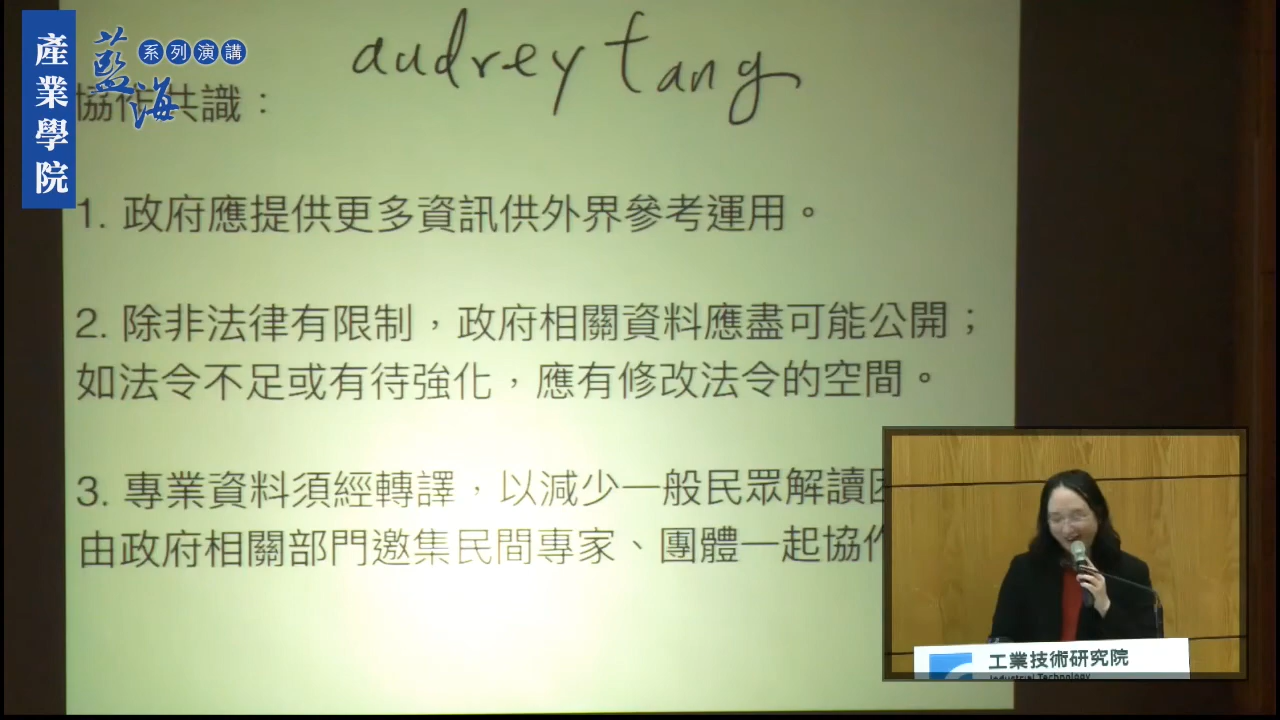 產業學院
藍海
系列演講
audrey tang
協作共識：
1. 政府應提供更多資訊供外界參考運用。
2. 除非法律有限制，政府相關資料應盡可能公開；
如法令不足或有待強化，應有修改法令的空間。
3. 專業資料須經轉譯，以減少一般民眾解讀困
由政府相關部門邀集民間專家、團體一起協作
工業技術研究院
Industrial Technology